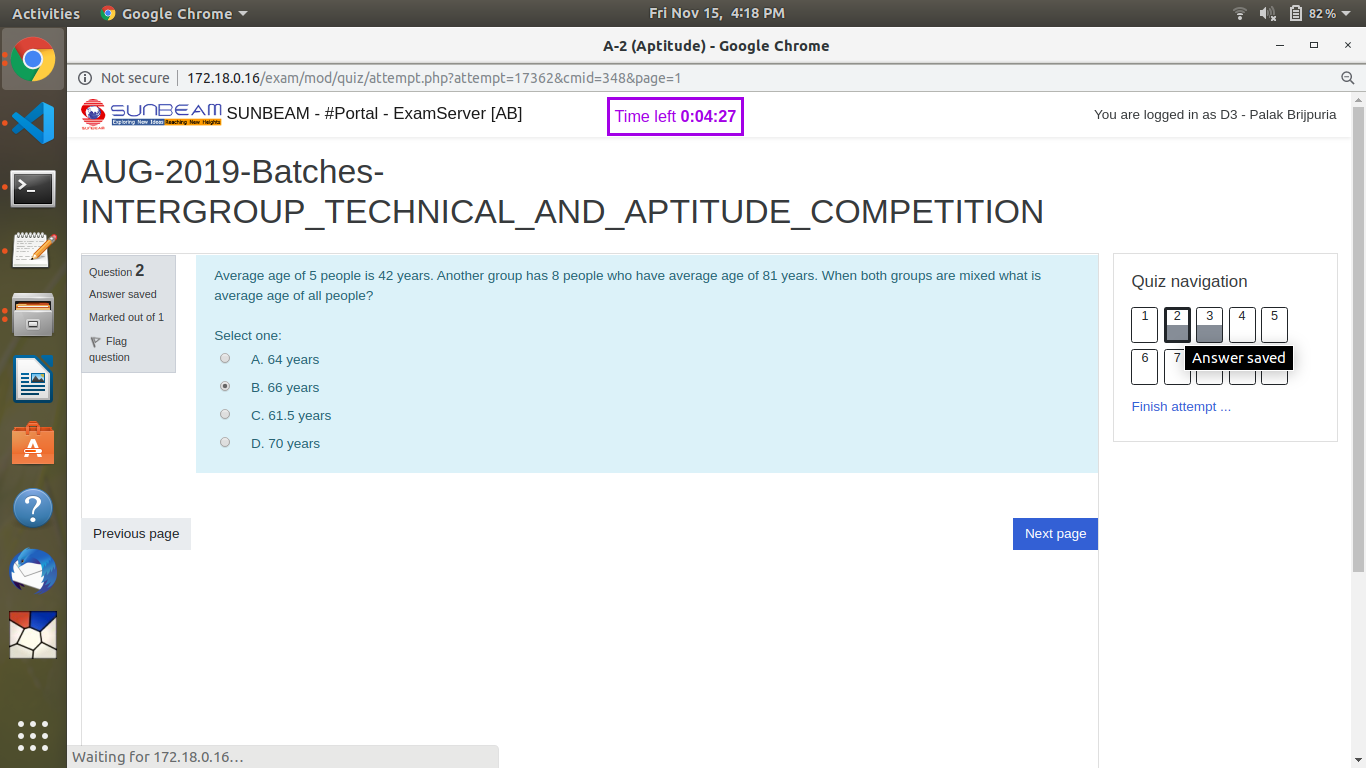 Activities Google Chrome Fri Nov 15, 4:18 PM 82%
A-2 (Aptitude) - Google Chrome
Not secure 172.18.0.16/exam/mod/quiz/attempt.php?attempt=17362&cmid=348&page=1
SUNBEAM SUNBEAM - #Portal - ExamServer [AB] Time left 0:04:27 You are logged in as D3 - Palak Brijpuria
Exploring New Ideas Reaching New Heights
SUNBEAM
AUG-2019-Batches-
INTERGROUP_TECHNICAL_AND_APTITUDE_COMPETITION
Question 2
Answer saved
Marked out of 1
Flag
question
Average age of 5 people is 42 years. Another group has 8 people who have average age of 81 years. When both groups are mixed what is
average age of all people?
Select one:
A. 64 years
B. 66 years
C. 61.5 years
D. 70 years
Previous page
Next page
Quiz navigation
1 2 3 4 5
6 7
Answer saved
Finish attempt ...
Waiting for 172.18.0.16…